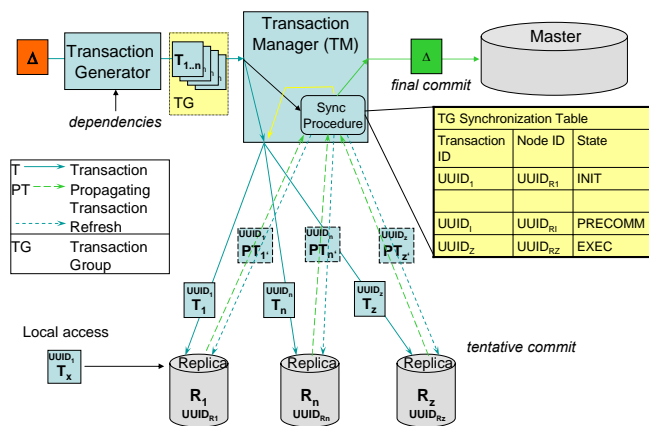 Δ
Transaction
Generator
dependencies
T1..n
TG
Transaction
Manager (TM)
Sync
Procedure
Δ
final commit
Master
TG Synchronization Table
Transaction ID Node ID State
UUID1 UUIDR1 INIT
UUIDI UUIDRI PRECOMM
UUIDZ UUIDRZ EXEC
T Transaction
PT Propagating
Transaction
Refresh
TG Transaction
Group
UUID1
PT1'
UUIDn
PTn'
UUIDz
PTz'
UUID1
T1
UUIDn
Tn
UUIDz
Tz
Local access
UUID1
Tx
tentative commit
Replica
R1
UUIDR1
Replica
Rn
UUIDRn
Replica
Rz
UUIDRz